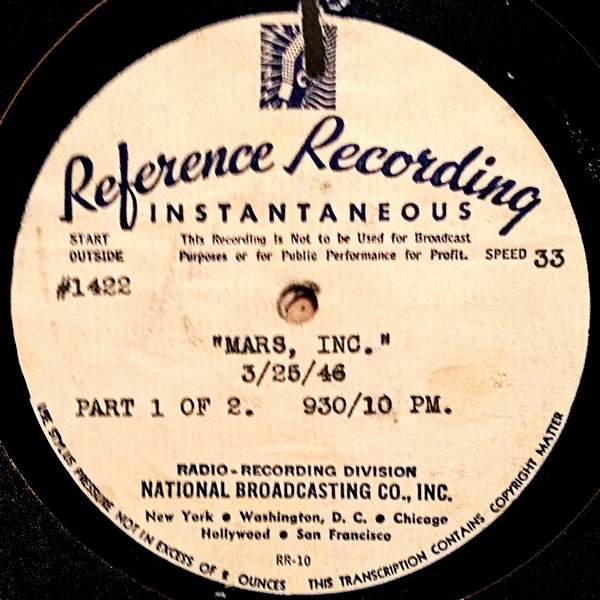 Reference Recording
INSTANTANEOUS
START
OUTSIDE
This Recording is Not to be Used for Broadcast
Purposes or for Public Performance for Profit.
SPEED 33
#1422
"MARS, INC."
3/25/46
PART 1 OF 2. 930/10 PM.
RADIO-RECORDING DIVISION
NATIONAL BROADCASTING CO., INC.
New York • Washington, D. C. • Chicago
Hollywood • San Francisco
RR-10
USE STYLUS PRESSURE NOT IN EXCESS OF OUNCES
THIS TRANSCRIPTION CONTAINS COPYRIGHT MATTER